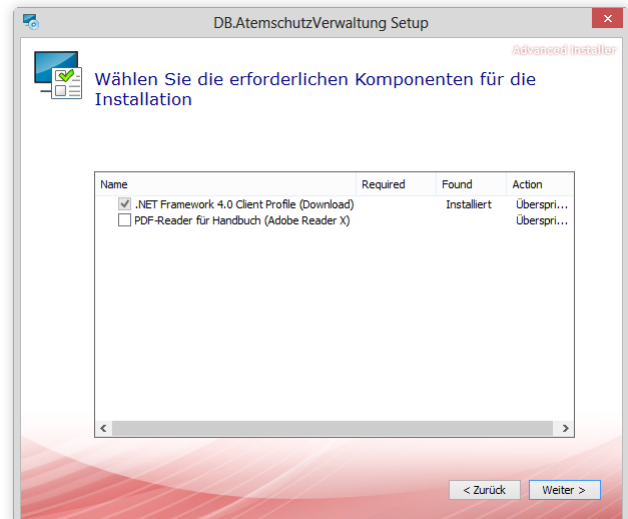 DB.AtemschutzVerwaltung Setup
Advanced Installer
Wählen Sie die erforderlichen Komponenten für die
Installation
Name Required Found Action
.NET Framework 4.0 Client Profile (Download) Installiert Überspri...
PDF-Reader für Handbuch (Adobe Reader X) Überspri...
< Zurück Weiter >